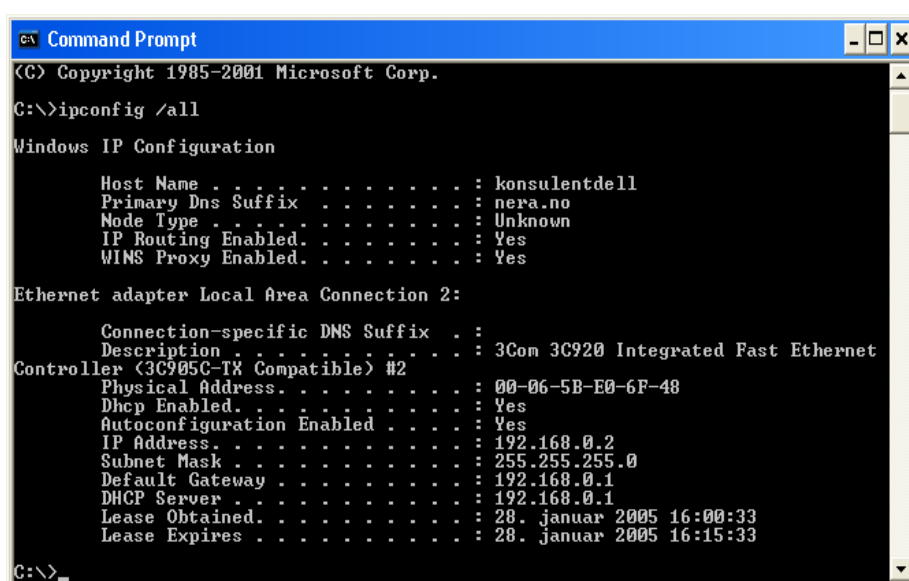 Command Prompt
(C) Copyright 1985-2001 Microsoft Corp.
C:\>ipconfig /all
Windows IP Configuration
Host Name . . . . . . . . . . . . : konsulentdell
Primary Dns Suffix  . . . . . . . : nera.no
Node Type . . . . . . . . . . . . : Unknown
IP Routing Enabled. . . . . . . . : Yes
WINS Proxy Enabled. . . . . . . . : Yes
Ethernet adapter Local Area Connection 2:
Connection-specific DNS Suffix  . :
Description . . . . . . . . . . . : 3Com 3C920 Integrated Fast Ethernet
Controller (3C905C-TX Compatible) #2
Physical Address. . . . . . . . . : 00-06-5B-E0-6F-48
Dhcp Enabled. . . . . . . . . . . : Yes
Autoconfiguration Enabled . . . . : Yes
IP Address. . . . . . . . . . . . : 192.168.0.2
Subnet Mask . . . . . . . . . . . : 255.255.255.0
Default Gateway . . . . . . . . . : 192.168.0.1
DHCP Server . . . . . . . . . . . : 192.168.0.1
Lease Obtained. . . . . . . . . . : 28. januar 2005 16:00:33
Lease Expires . . . . . . . . . . : 28. januar 2005 16:15:33
C:\>_